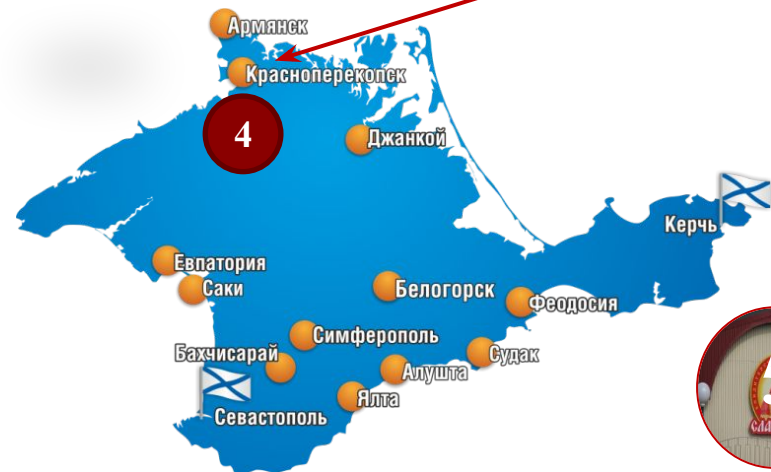 Армянск
Красноперекопск
4
Джанкой
Керчь
Евпатория
Саки
Белогорск
Феодосия
Симферополь
Бахчисарай
Судак
Алушта
Ялта
Севастополь